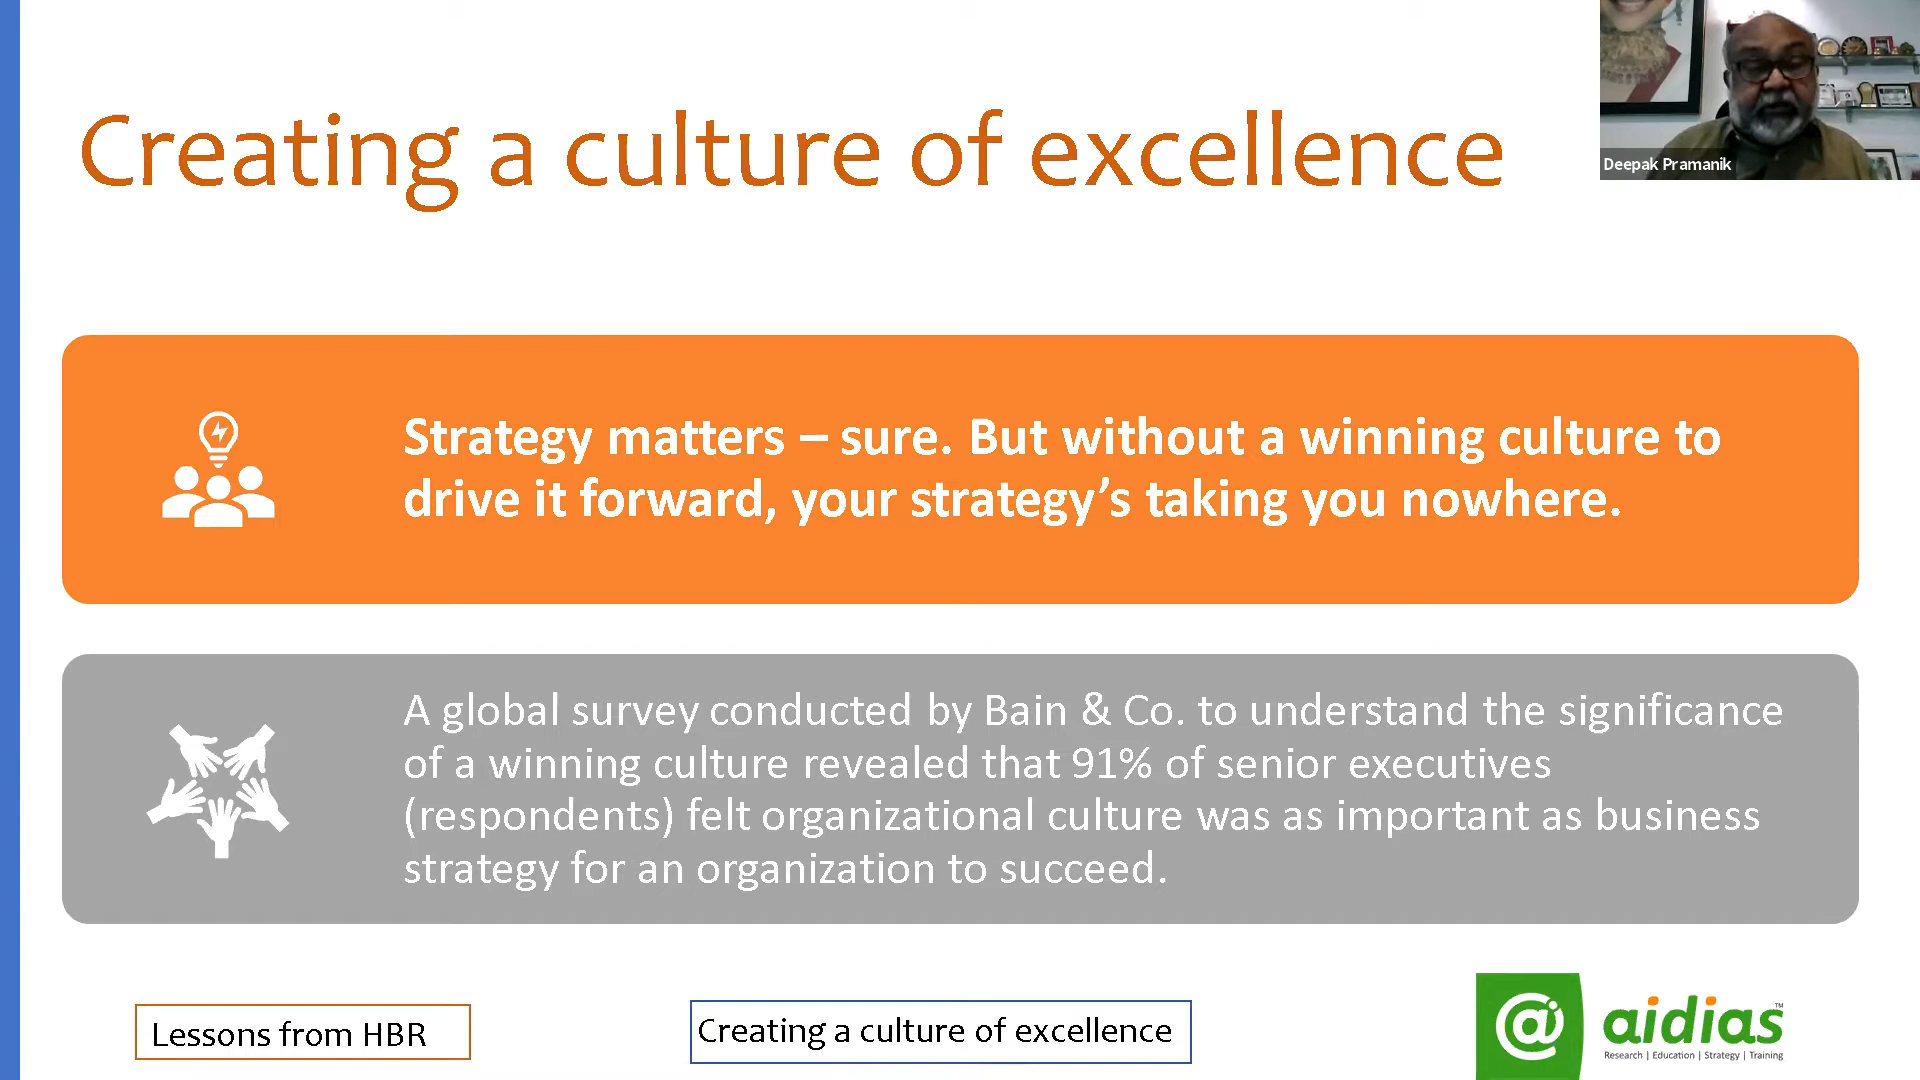 Creating a culture of excellence
Deepak Pramanik
Strategy matters – sure. But without a winning culture to
drive it forward, your strategy’s taking you nowhere.
A global survey conducted by Bain & Co. to understand the significance
of a winning culture revealed that 91% of senior executives
(respondents) felt organizational culture was as important as business
strategy for an organization to succeed.
Lessons from HBR
Creating a culture of excellence
@ aidias™
Research | Education | Strategy | Training